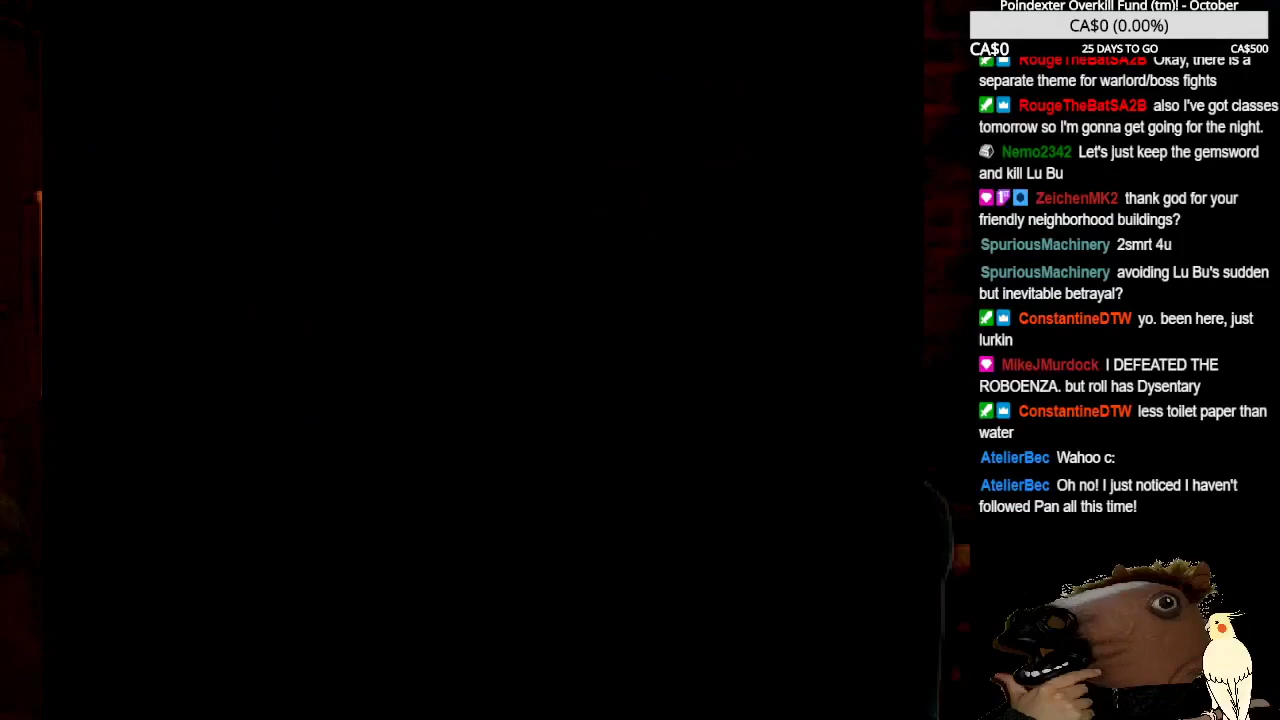 Poindexter Overkill Fund (tm)! - October
CA$0 (0.00%)
CA$0 25 DAYS TO GO CA$500
RougeTheBatSA2B Okay, there is a
separate theme for warlord/boss fights
RougeTheBatSA2B also I've got classes
tomorrow so I'm gonna get going for the night.
Nemo2342 Let's just keep the gemsword
and kill Lu Bu
ZeichenMK2 thank god for your
friendly neighborhood buildings?
SpuriousMachinery 2smrt 4u
SpuriousMachinery avoiding Lu Bu's sudden
but inevitable betrayal?
ConstantineDTW yo. been here, just
lurkin
MikeJMurdock I DEFEATED THE
ROBOENZA. but roll has Dysentary
ConstantineDTW less toilet paper than
water
AtelierBec Wahoo c:
AtelierBec Oh no! I just noticed I haven't
followed Pan all this time!